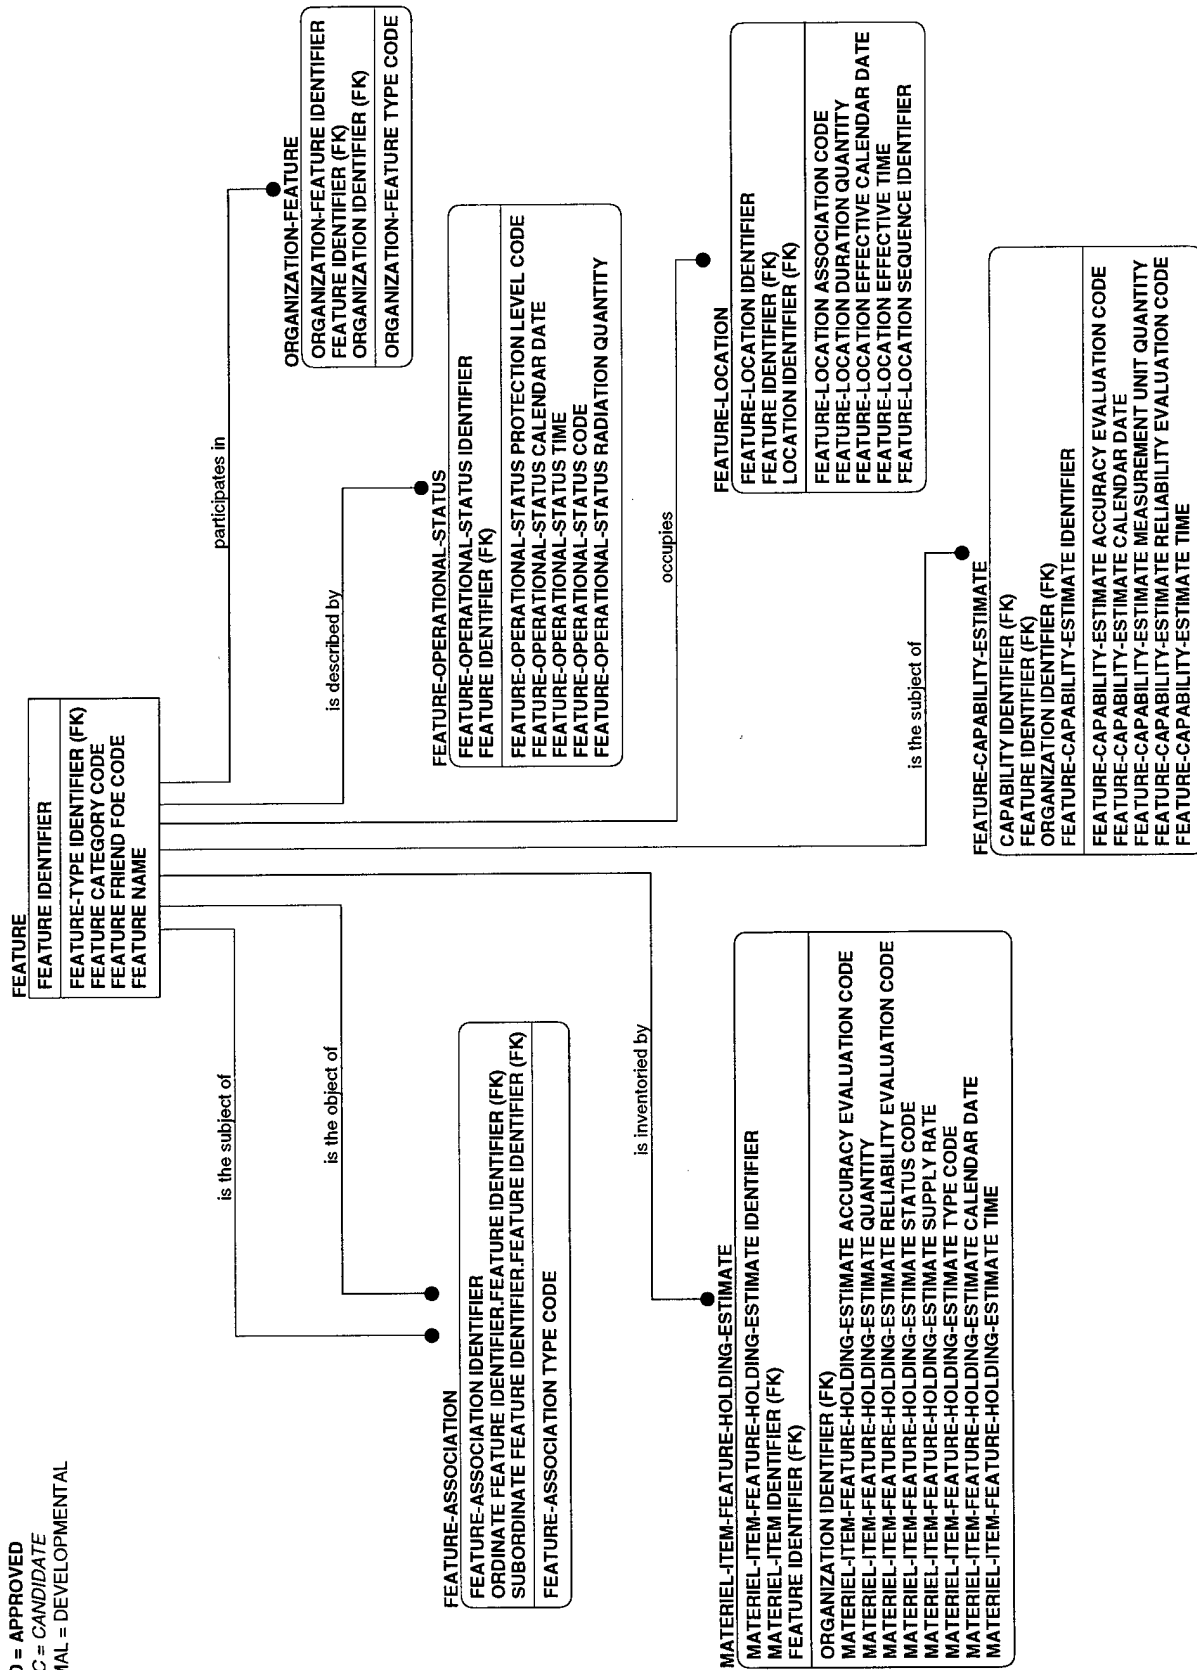 = APPROVED
= CANDIDATE
= DEVELOPMENTAL
FEATURE
FEATURE IDENTIFIER
FEATURE-TYPE IDENTIFIER (FK)
FEATURE CATEGORY CODE
FEATURE FRIEND FOE CODE
FEATURE NAME
is the subject of
is the object of
is inventoried by
is the subject of
occupies
is described by
participates in
FEATURE-ASSOCIATION
FEATURE-ASSOCIATION IDENTIFIER
ORDINATE FEATURE IDENTIFIER.FEATURE IDENTIFIER (FK)
SUBORDINATE FEATURE IDENTIFIER.FEATURE IDENTIFIER (FK)
FEATURE-ASSOCIATION TYPE CODE
FEATURE-OPERATIONAL-STATUS
FEATURE-OPERATIONAL-STATUS IDENTIFIER
FEATURE IDENTIFIER (FK)
FEATURE-OPERATIONAL-STATUS PROTECTION LEVEL CODE
FEATURE-OPERATIONAL-STATUS CALENDAR DATE
FEATURE-OPERATIONAL-STATUS TIME
FEATURE-OPERATIONAL-STATUS CODE
FEATURE-OPERATIONAL-STATUS RADIATION QUANTITY
ORGANIZATION-FEATURE
ORGANIZATION-FEATURE IDENTIFIER
FEATURE IDENTIFIER (FK)
ORGANIZATION IDENTIFIER (FK)
ORGANIZATION-FEATURE TYPE CODE
MATERIEL-ITEM-FEATURE-HOLDING-ESTIMATE
MATERIEL-ITEM-FEATURE-HOLDING-ESTIMATE IDENTIFIER
MATERIEL-ITEM IDENTIFIER (FK)
FEATURE IDENTIFIER (FK)
ORGANIZATION IDENTIFIER (FK)
MATERIEL-ITEM-FEATURE-HOLDING-ESTIMATE ACCURACY EVALUATION CODE
MATERIEL-ITEM-FEATURE-HOLDING-ESTIMATE QUANTITY
MATERIEL-ITEM-FEATURE-HOLDING-ESTIMATE RELIABILITY EVALUATION CODE
MATERIEL-ITEM-FEATURE-HOLDING-ESTIMATE STATUS CODE
MATERIEL-ITEM-FEATURE-HOLDING-ESTIMATE SUPPLY RATE
MATERIEL-ITEM-FEATURE-HOLDING-ESTIMATE TYPE CODE
MATERIEL-ITEM-FEATURE-HOLDING-ESTIMATE CALENDAR DATE
MATERIEL-ITEM-FEATURE-HOLDING-ESTIMATE TIME
FEATURE-LOCATION
FEATURE-LOCATION IDENTIFIER
FEATURE IDENTIFIER (FK)
LOCATION IDENTIFIER (FK)
FEATURE-LOCATION ASSOCIATION CODE
FEATURE-LOCATION DURATION QUANTITY
FEATURE-LOCATION EFFECTIVE CALENDAR DATE
FEATURE-LOCATION EFFECTIVE TIME
FEATURE-LOCATION SEQUENCE IDENTIFIER
FEATURE-CAPABILITY-ESTIMATE
CAPABILITY IDENTIFIER (FK)
FEATURE IDENTIFIER (FK)
ORGANIZATION IDENTIFIER (FK)
FEATURE-CAPABILITY-ESTIMATE IDENTIFIER
FEATURE-CAPABILITY-ESTIMATE ACCURACY EVALUATION CODE
FEATURE-CAPABILITY-ESTIMATE CALENDAR DATE
FEATURE-CAPABILITY-ESTIMATE MEASUREMENT UNIT QUANTITY
FEATURE-CAPABILITY-ESTIMATE RELIABILITY EVALUATION CODE
FEATURE-CAPABILITY-ESTIMATE TIME